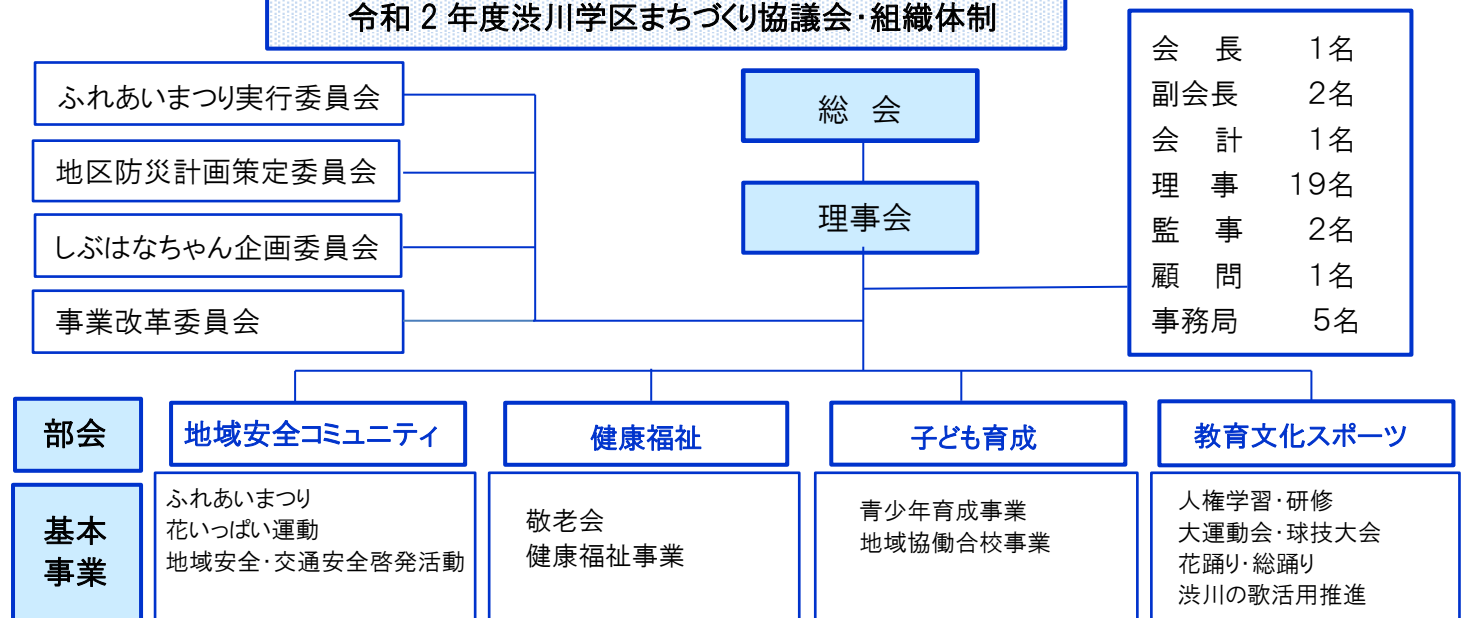 令和2年度渋川学区まちづくり協議会･組織体制
ふれあいまつり実行委員会
地区防災計画策定委員会
しぶはなちゃん企画委員会
事業改革委員会
総 会
理事会
会 長 1名
副会長 2名
会 計 1名
理 事 19名
監 事 2名
顧 問 1名
事務局 5名
部会
地域安全コミュニティ
健康福祉
子ども育成
教育文化スポーツ
基本
事業
ふれあいまつり
花いっぱい運動
地域安全･交通安全啓発活動
敬老会
健康福祉事業
青少年育成事業
地域協働合校事業
人権学習･研修
大運動会･球技大会
花踊り･総踊り
渋川の歌活用推進